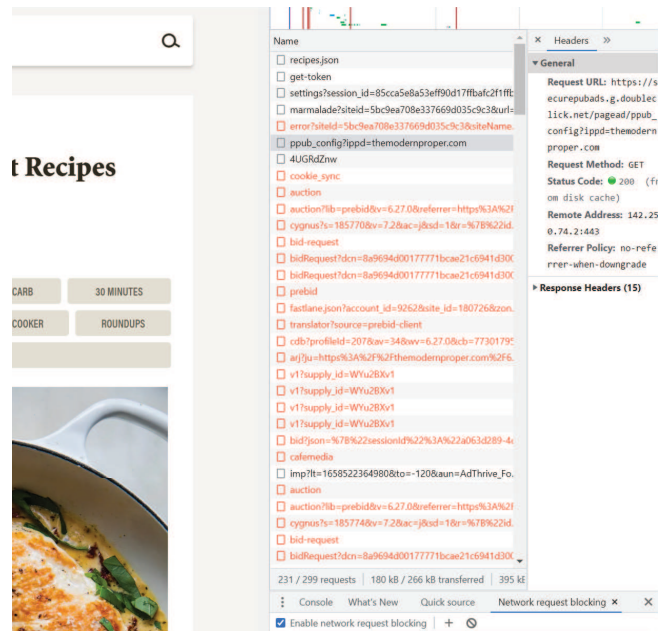 t Recipes
CARB
30 MINUTES
COOKER
ROUNDUPS
Name
recipes.json
get-token
settings?session_id=85cca5e8a53eff90d17ffbafc2f1ffb
marmalade?siteid=5bc9ea708e337669d035c9c3&url=
error?siteId=5bc9ea708e337669d035c9c3&siteName.
ppub_config?ippd=themodernproper.com
4UGRdZnw
cookie_sync
auction
auction?lib=prebid&v=6.27.0&referrer=https%3A%2F
cygnus?s=185770&v=7.2&ac=j&sd=1&r=%7B%22id.
bid-request
bidRequest?dcn=8a9694d00177771bcae21c6941d300
bidRequest?dcn=8a9694d00177771bcae21c6941d300
prebid
fastlane.json?account_id=9262&site_id=180726&zon.
translator?source=prebid-client
cdb?profileId=207&av=34&wv=6.27.0&cb=77301795
arj?ju=https%3A%2F%2Fthemodernproper.com%2F6.
v1?supply_id=WYu2BXv1
v1?supply_id=WYu2BXv1
v1?supply_id=WYu2BXv1
v1?supply_id=WYu2BXv1
bid?json=%7B%22sessionId%22%3A%22a063d289-4c
cafemedia
imp?lt=1658522364980&to=-120&aun=AdThrive_Fo.
auction
auction?lib=prebid&v=6.27.0&referrer=https%3A%2F
cygnus?s=185774&v=7.2&ac=j&sd=1&r=%7B%22id.
bid-request
bidRequest?dcn=8a9694d00177771bcae21c6941d300
231 / 299 requests 180 kB / 266 kB transferred 395 kB
× Headers »
General
Request URL: https://s
ecurepubads.g.doublec
lick.net/pagead/ppub_
config?ippd=themodern
proper.com
Request Method: GET
Status Code: 200 (fr
om disk cache)
Remote Address: 142.25
0.74.2:443
Referrer Policy: no-refe
rrer-when-downgrade
Response Headers (15)
Console What's New Quick source Network request blocking × ×
Enable network request blocking +